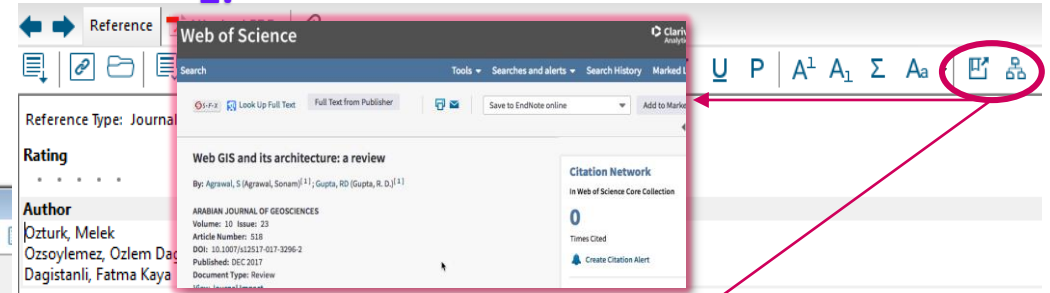 Reference
Web of Science
Search Tools Searches and alerts Search History Marked L
U P A1 A1 Σ Aa
S·F·X Look Up Full Text Full Text from Publisher Save to EndNote online Add to Marke
Reference Type: Journal
Rating
Web GIS and its architecture: a review
By: Agrawal, S (Agrawal, Sonam)[ 1 ] ; Gupta, RD (Gupta, R. D.)[ 1 ]
Citation Network
In Web of Science Core Collection
0
Times Cited
Create Citation Alert
ARABIAN JOURNAL OF GEOSCIENCES
Volume: 10 Issue: 23
Article Number: 518
DOI: 10.1007/s12517-017-3296-2
Published: DEC 2017
Document Type: Review
View Journal Impact
Author
Ozturk, Melek
Ozsoylemez, Ozlem Dag
Dagistanli, Fatma Kaya